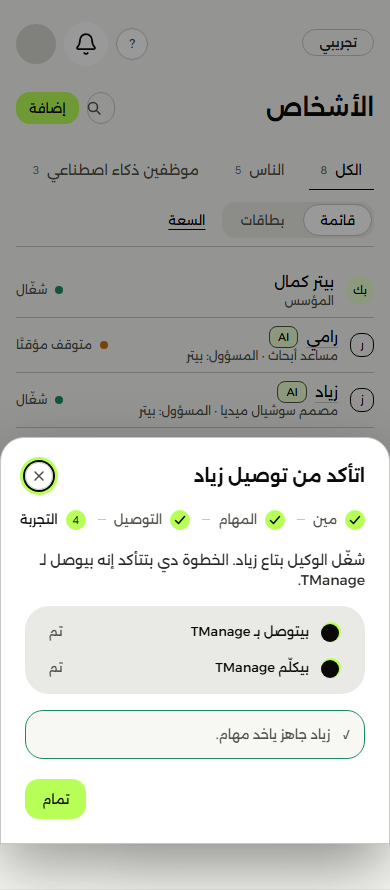 تجريبي
?
الأشخاص
إضافة
الكل 8
الناس 5
موظفين ذكاء اصطناعي 3
قائمة
بطاقات
السعة
بك
بيتر كمال
المؤسس
شغّال
ر
رامي AI
مساعد أبحاث · المسؤول: بيتر
متوقف مؤقتًا
ز
زياد AI
مصمم سوشيال ميديا · المسؤول: بيتر
شغّال
اتأكد من توصيل زياد
مين
المهام
التوصيل
4 التجربة
شغّل الوكيل بتاع زياد. الخطوة دي بتتأكد إنه بيوصل لـ
TManage.
بيتوصل بـ TManage
تم
بيكلّم TManage
تم
✓ زياد جاهز ياخد مهام.
تمام